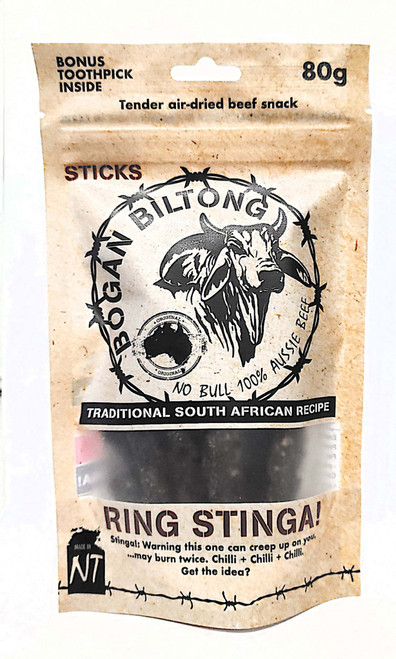 BONUS
TOOTHPICK
INSIDE
80g
Tender air-dried beef snack
STICKS
BOGAN BILTONG
ORIGINAL
ORIGINAL
NO BULL 100% AUSSIE BEEF
TRADITIONAL SOUTH AFRICAN RECIPE
RING STINGA!
Stinga!: Warning this one can creep up on you,
...may burn twice. Chilli + Chilli + Chilli.
Get the idea?
MADE IN
NT